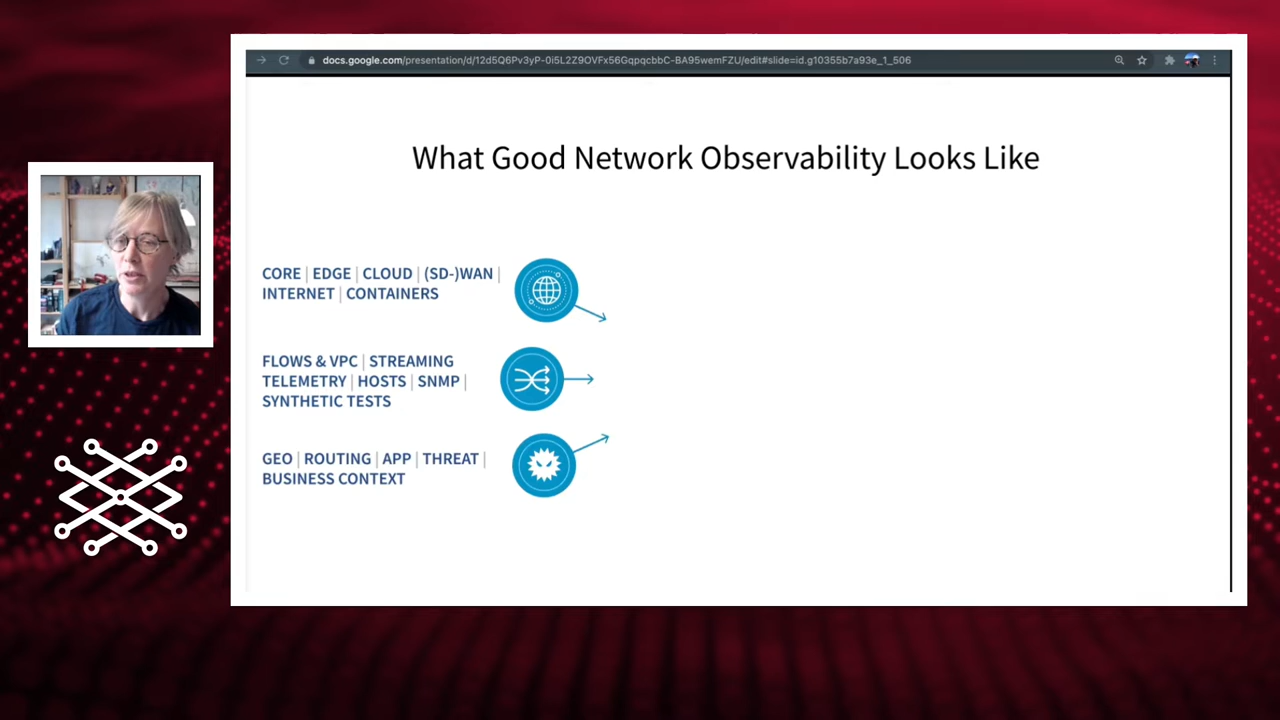 docs.google.com/presentation/d/12d5Q6Pv3yP-0i5L2Z9OVFx56GqpqcbbC-BA95wemFZU/edit#slide=id.g10355b7a93e_1_506
What Good Network Observability Looks Like
CORE | EDGE | CLOUD | (SD-)WAN |
INTERNET | CONTAINERS
FLOWS & VPC | STREAMING
TELEMETRY | HOSTS | SNMP |
SYNTHETIC TESTS
GEO | ROUTING | APP | THREAT |
BUSINESS CONTEXT